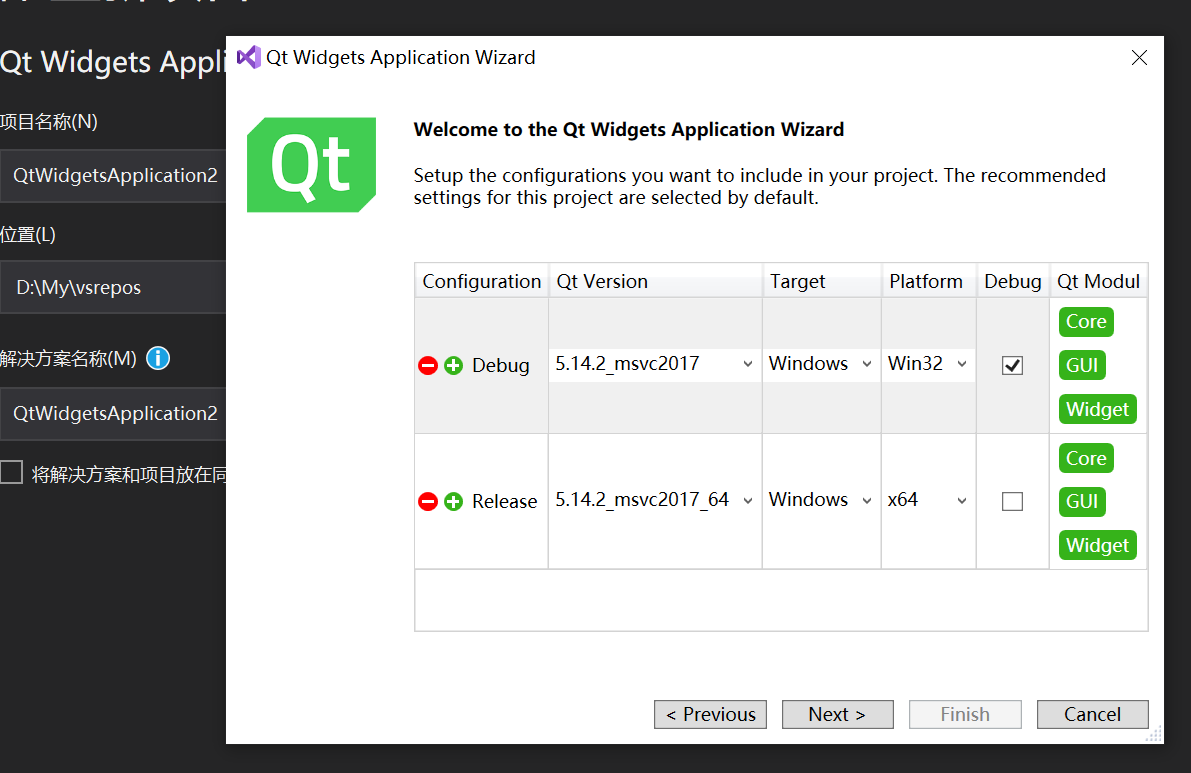 Qt Widgets Appli
项目名称(N)
QtWidgetsApplication2
位置(L)
D:\My\vsrepos
解决方案名称(M)
QtWidgetsApplication2
将解决方案和项目放在同
Qt Widgets Application Wizard
Qt
Welcome to the Qt Widgets Application Wizard
Setup the configurations you want to include in your project. The recommended
settings for this project are selected by default.
Configuration Qt Version Target Platform Debug Qt Modul
Debug 5.14.2_msvc2017 Windows Win32 Core GUI Widget
Release 5.14.2_msvc2017_64 Windows x64 Core GUI Widget
< Previous Next > Finish Cancel